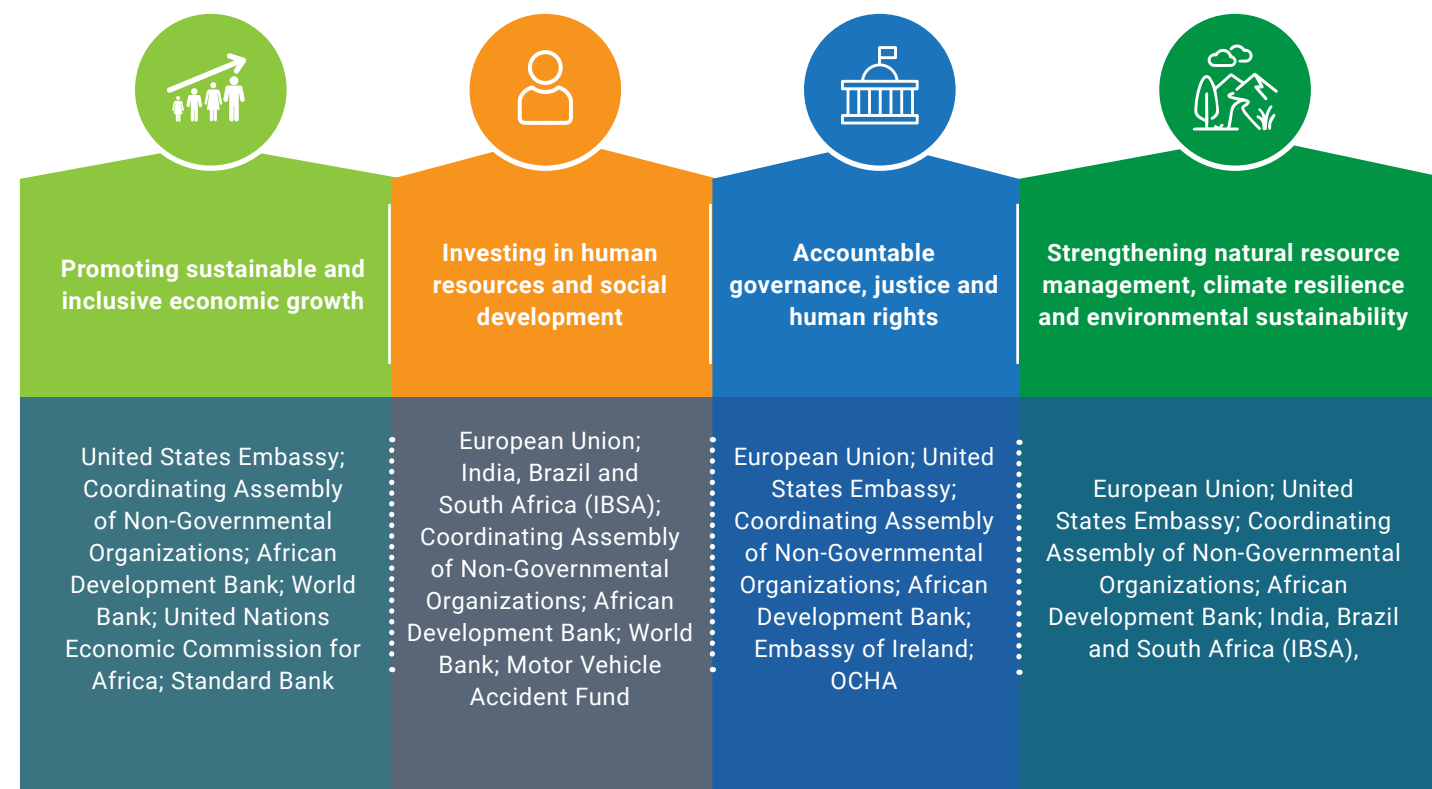 Promoting sustainable and
inclusive economic growth
United States Embassy;
Coordinating Assembly
of Non-Governmental
Organizations; African
Development Bank; World
Bank; United Nations
Economic Commission for
Africa; Standard Bank
Investing in human
resources and social
development
European Union;
India, Brazil and
South Africa (IBSA);
Coordinating Assembly
of Non-Governmental
Organizations; African
Development Bank; World
Bank; Motor Vehicle
Accident Fund
Accountable
governance, justice and
human rights
European Union; United
States Embassy;
Coordinating Assembly
of Non-Governmental
Organizations; African
Development Bank;
Embassy of Ireland;
OCHA
Strengthening natural resource
management, climate resilience
and environmental sustainability
European Union; United
States Embassy; Coordinating
Assembly of Non-Governmental
Organizations; African
Development Bank; India, Brazil
and South Africa (IBSA),